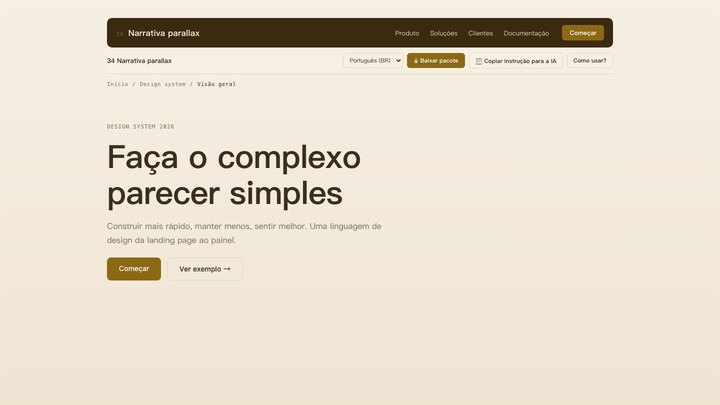 34 Narrativa parallax
Produto Soluções Clientes Documentação Começar
34 Narrativa parallax
Português (BR) Baixar pacote Copiar instrução para a IA Como usar?
Início / Design system / Visão geral
DESIGN SYSTEM 2026
Faça o complexo
parecer simples
Construir mais rápido, manter menos, sentir melhor. Uma linguagem de
design da landing page ao painel.
Começar Ver exemplo →